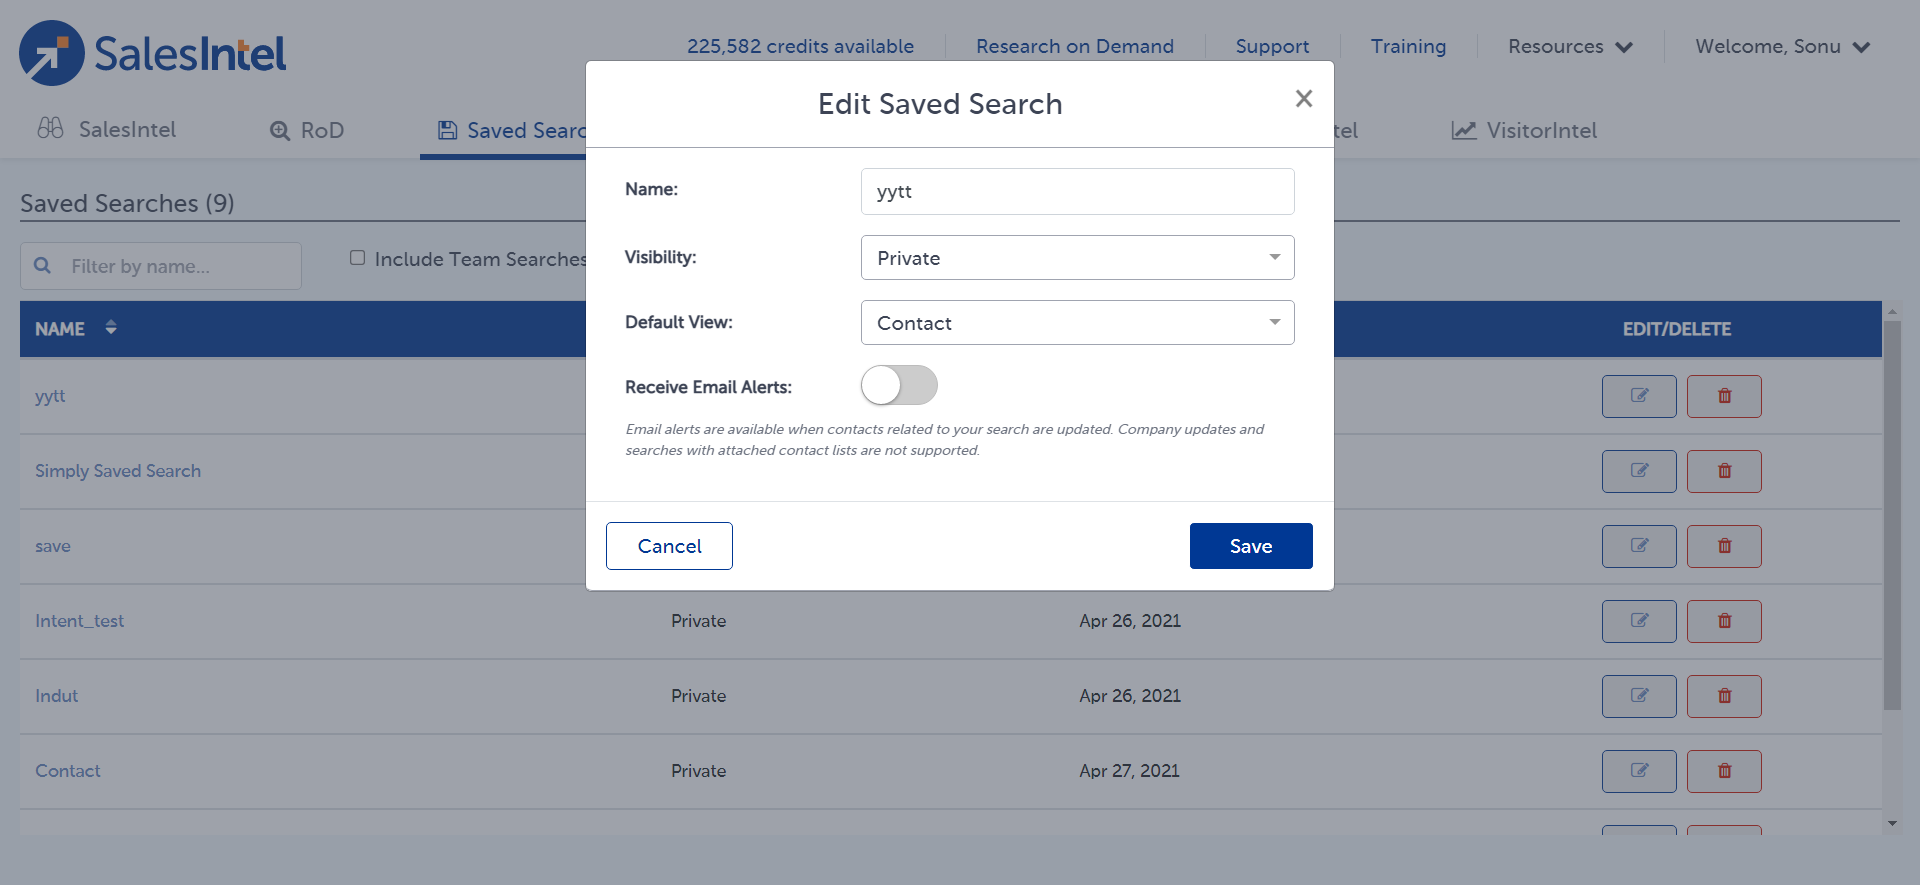 SalesIntel
225,582 credits available
Research on Demand
Support
Training
Resources
Welcome, Sonu
SalesIntel
RoD
Saved Searc
tel
VisitorIntel
Edit Saved Search
Name:
yytt
Visibility:
Private
Default View:
Contact
Receive Email Alerts:
Email alerts are available when contacts related to your search are updated. Company updates and
searches with attached contact lists are not supported.
Cancel
Save
Saved Searches (9)
Filter by name...
Include Team Searches
NAME
EDIT/DELETE
yytt
Simply Saved Search
save
Intent_test Private Apr 26, 2021
Indut Private Apr 26, 2021
Contact Private Apr 27, 2021